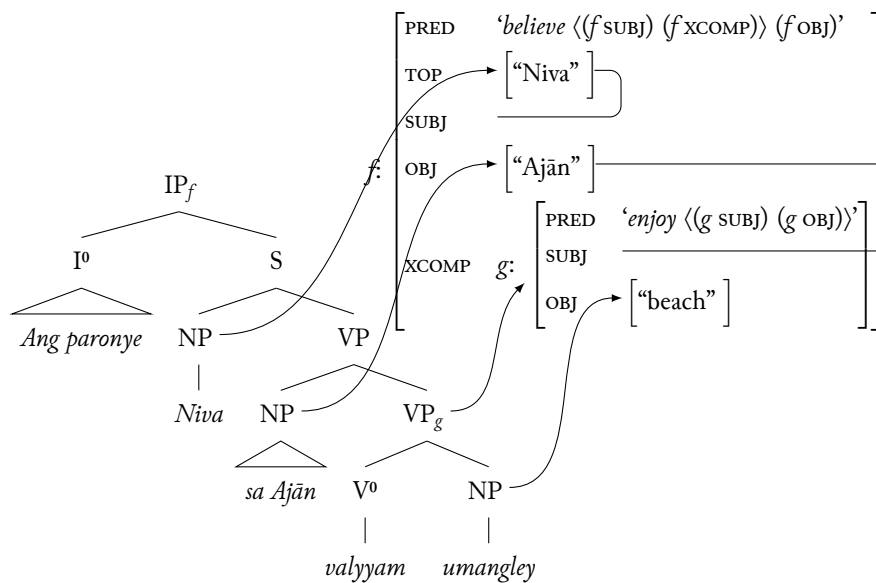 PRED ‘believe ⟨(f SUBJ) (f XCOMP)⟩ (f OBJ)’
TOP [“Niva”]
SUBJ
f: OBJ [“Ajān”]
IP_f
PRED ‘enjoy ⟨(g SUBJ) (g OBJ)⟩’
I⁰ S XCOMP g: SUBJ
OBJ [“beach”]
Ang paronye NP VP
Niva NP VP_g
sa Ajān V⁰ NP
valyyam umangley